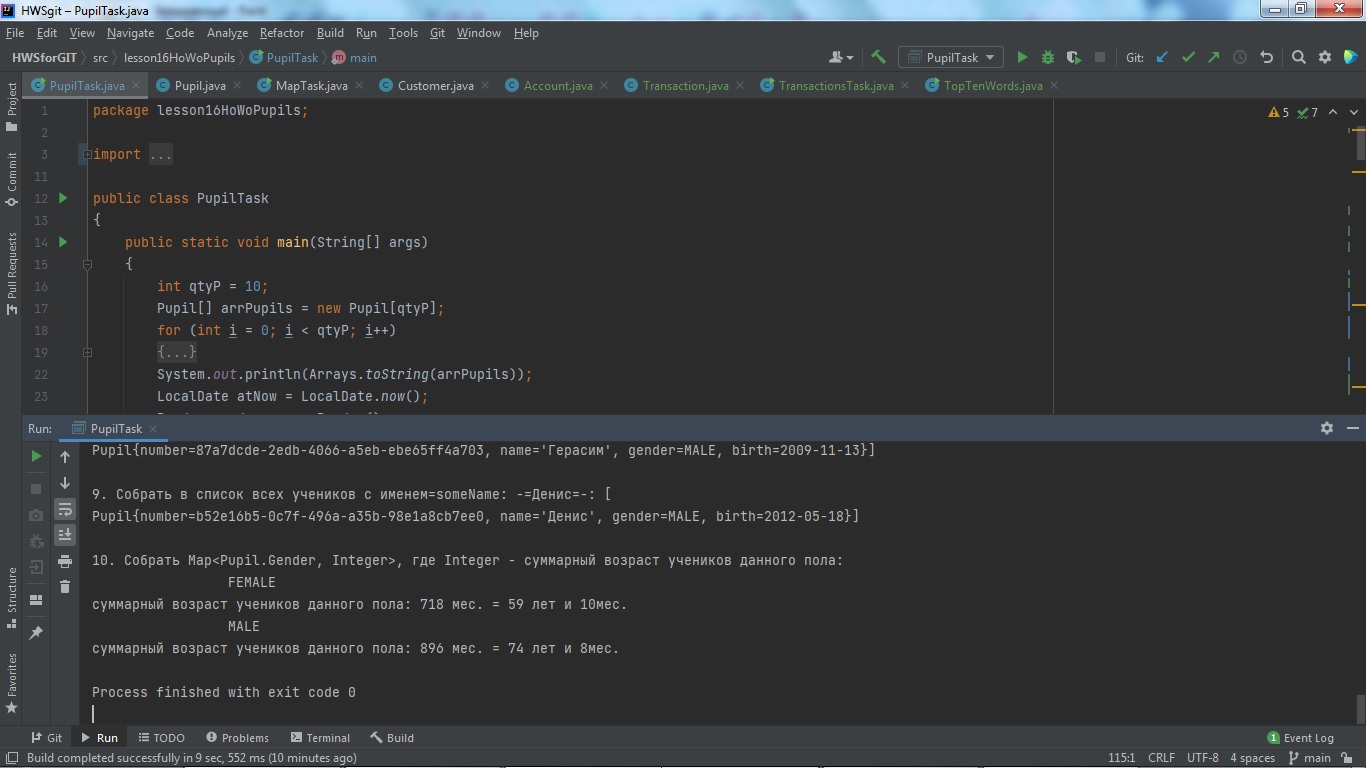 HWSgit – PupilTask.java
File Edit View Navigate Code Analyze Refactor Build Run Tools Git Window Help
HWSforGIT src lesson16HoWoPupils PupilTask main PupilTask Git:
PupilTask.java Pupil.java MapTask.java Customer.java Account.java Transaction.java TransactionsTask.java TopTenWords.java
Project
Commit
Pull Requests
Structure
Favorites
5 7
1 package lesson16HoWoPupils;
2
3 import ...
11
12 public class PupilTask
13 {
14 public static void main(String[] args)
15 {
16 int qtyP = 10;
17 Pupil[] arrPupils = new Pupil[qtyP];
18 for (int i = 0; i < qtyP; i++)
19 {...}
22 System.out.println(Arrays.toString(arrPupils));
23 LocalDate atNow = LocalDate.now();
Run: PupilTask
Pupil{number=87a7dcde-2edb-4066-a5eb-ebe65ff4a703, name='Герасим', gender=MALE, birth=2009-11-13}]
9. Собрать в список всех учеников с именем=someName: -=Денис=-: [
Pupil{number=b52e16b5-0c7f-496a-a35b-98e1a8cb7ee0, name='Денис', gender=MALE, birth=2012-05-18}]
10. Собрать Map<Pupil.Gender, Integer>, где Integer - суммарный возраст учеников данного пола:
FEMALE
суммарный возраст учеников данного пола: 718 мес. = 59 лет и 10мес.
MALE
суммарный возраст учеников данного пола: 896 мес. = 74 лет и 8мес.
Process finished with exit code 0
Git Run TODO Problems Terminal Build 1 Event Log
Build completed successfully in 9 sec, 552 ms (10 minutes ago) 115:1 CRLF UTF-8 4 spaces main